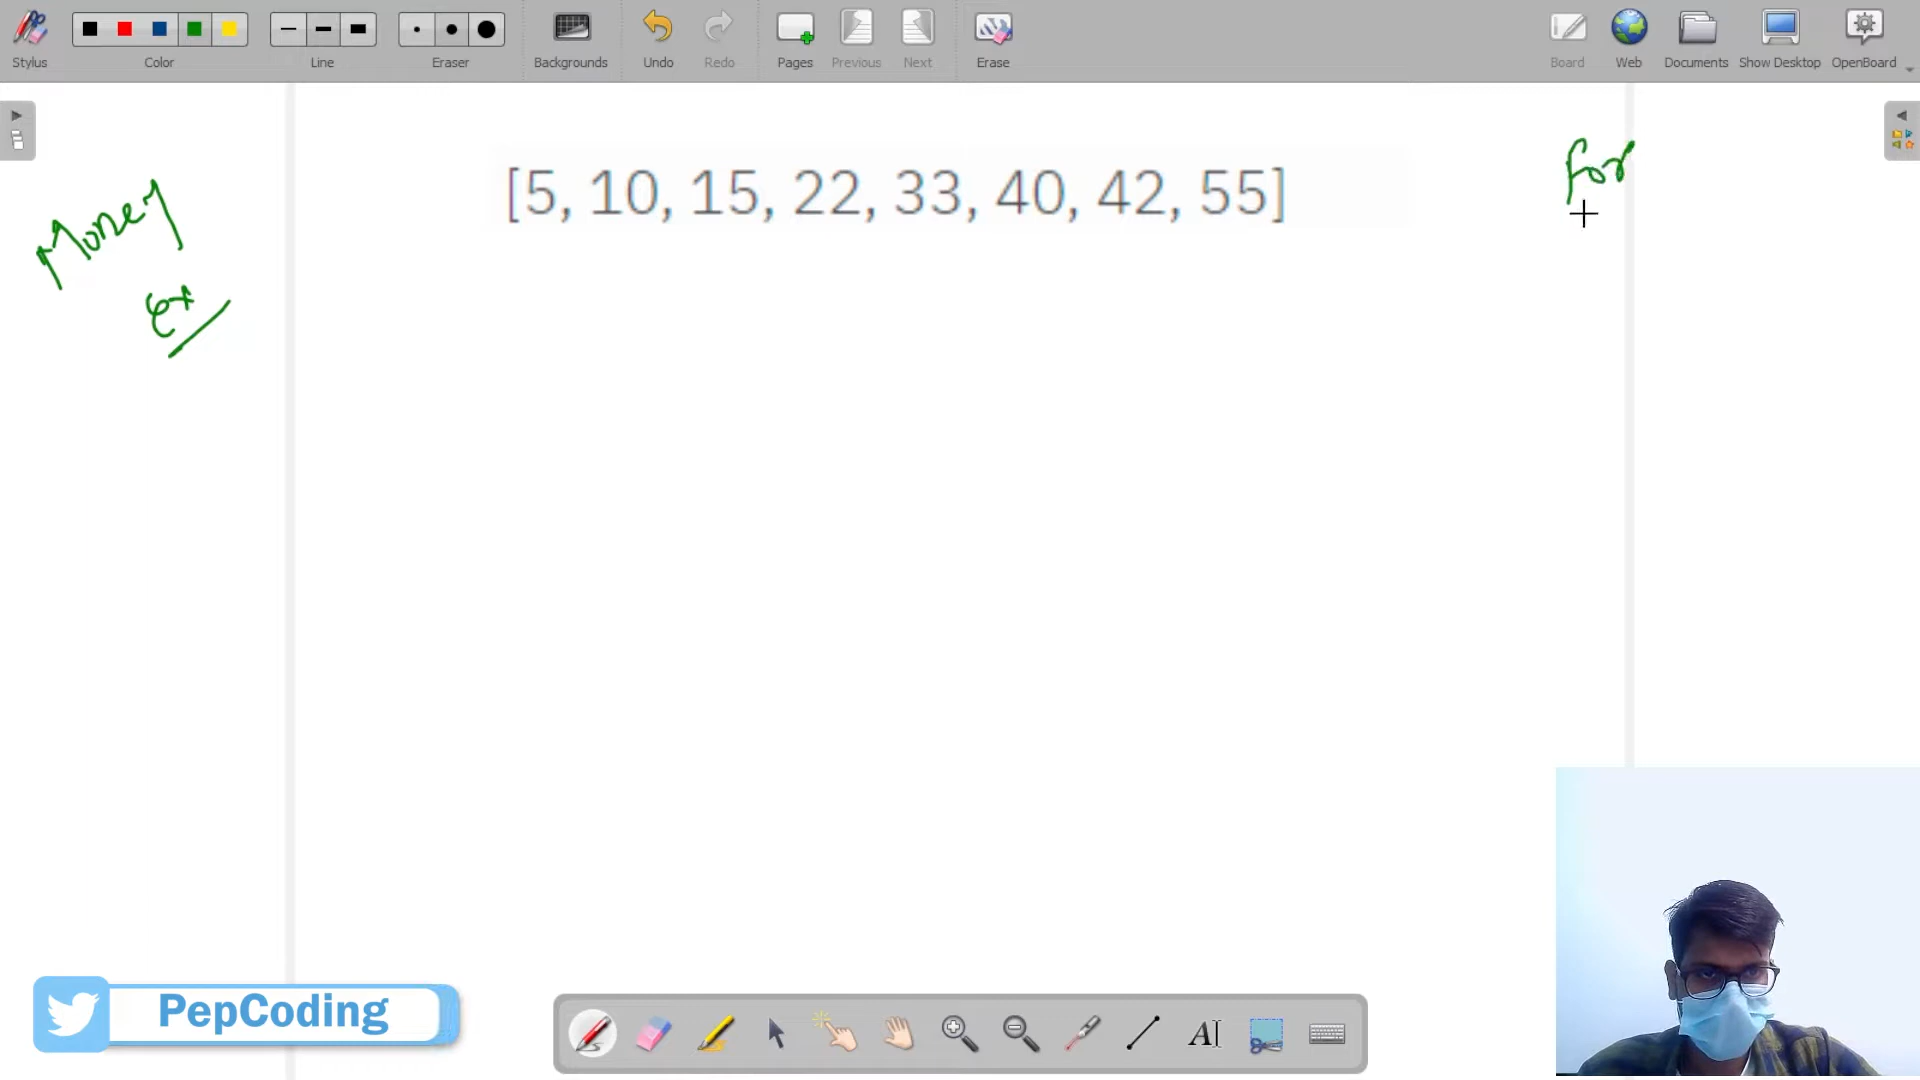 Stylus
Color
Line
Eraser
Backgrounds
Undo
Redo
Pages
Previous
Next
Erase
Board
Web
Documents
Show Desktop
OpenBoard
[5, 10, 15, 22, 33, 40, 42, 55]
for
Money
ex
PepCoding
A